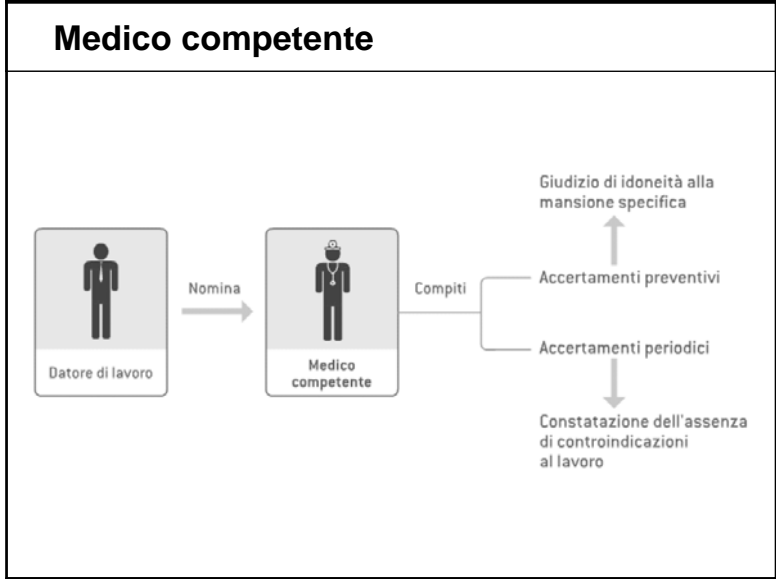 Medico competente
Giudizio di idoneità alla
mansione specifica
Nomina
Compiti
Accertamenti preventivi
Accertamenti periodici
Datore di lavoro
Medico
competente
Constatazione dell'assenza
di controindicazioni
al lavoro